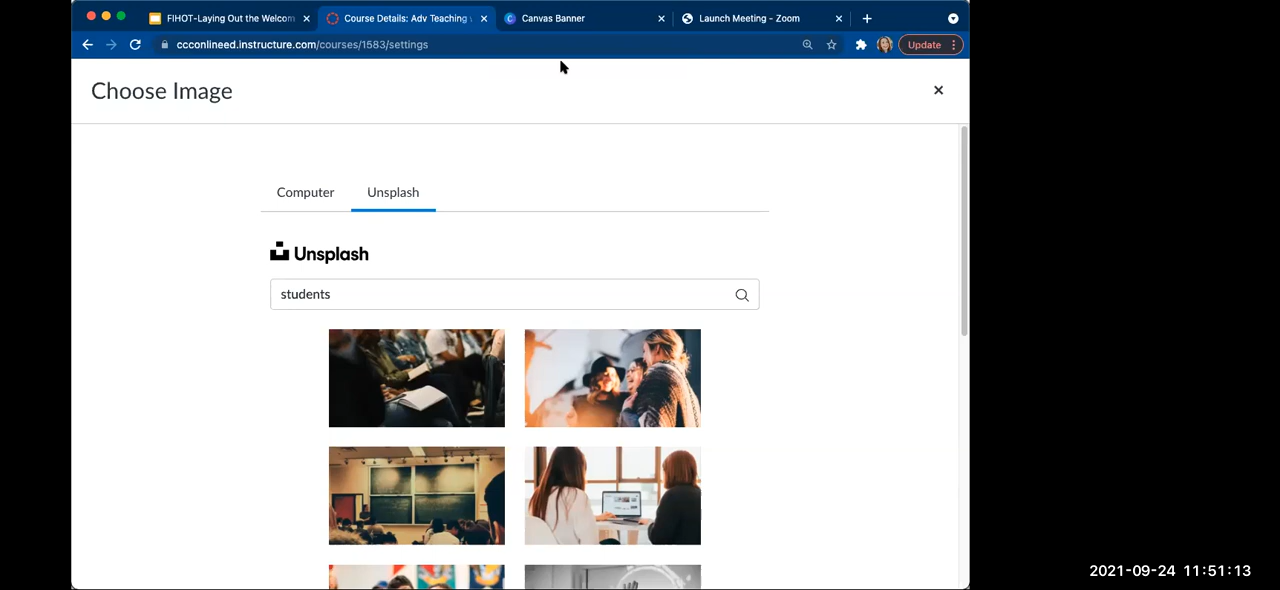 FIHOT-Laying Out the Welcom
Course Details: Adv Teaching
Canvas Banner
Launch Meeting - Zoom
ccconlineed.instructure.com/courses/1583/settings
Update
Choose Image
Computer
Unsplash
Unsplash
students
2021-09-24 11:51:13